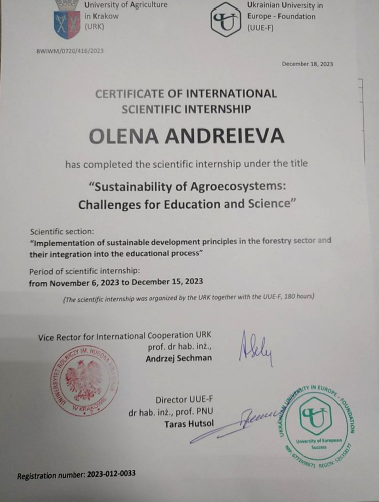 University of Agriculture
in Krakow
(URK)
Ukrainian University in
Europe - Foundation
(UUE-F)
BWIWM/0720/416/2023
December 18, 2023
CERTIFICATE OF INTERNATIONAL
SCIENTIFIC INTERNSHIP
OLENA ANDREIEVA
has completed the scientific internship under the title
“Sustainability of Agroecosystems:
Challenges for Education and Science”
Scientific section:
“Implementation of sustainable development principles in the forestry sector and
their integration into the educational process”
Period of scientific internship:
from November 6, 2023 to December 15, 2023
(The scientific internship was organized by the URK together with the UUE-F, 180 hours)
Vice Rector for International Cooperation URK
prof. dr hab. inż.,
Andrzej Sechman
Director UUE-F
dr hab. inż., prof. PNU
Taras Hutsol
UKRAINIAN UNIVERSITY IN EUROPE - FOUNDATION
University of European
Success
Registration number: 2023-012-0033